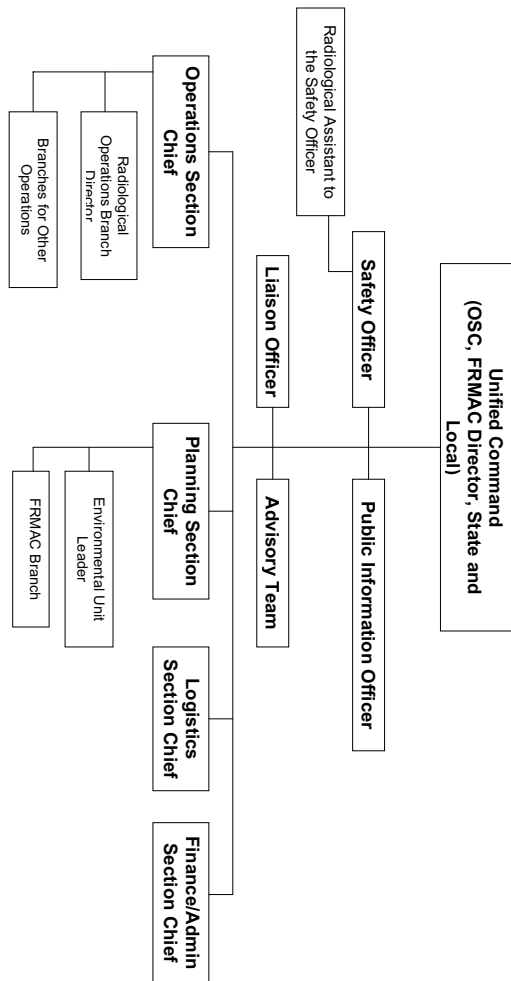 Unified Command
(OSC, FRMAC Director, State and
Local)
Safety Officer
Public Information Officer
Radiological Assistant to
the Safety Officer
Liaison Officer
Advisory Team
Operations Section
Chief
Planning Section
Chief
Logistics
Section Chief
Finance/Admin
Section Chief
Radiological
Operations Branch
Director
Branches for Other
Operations
Environmental Unit
Leader
FRMAC Branch